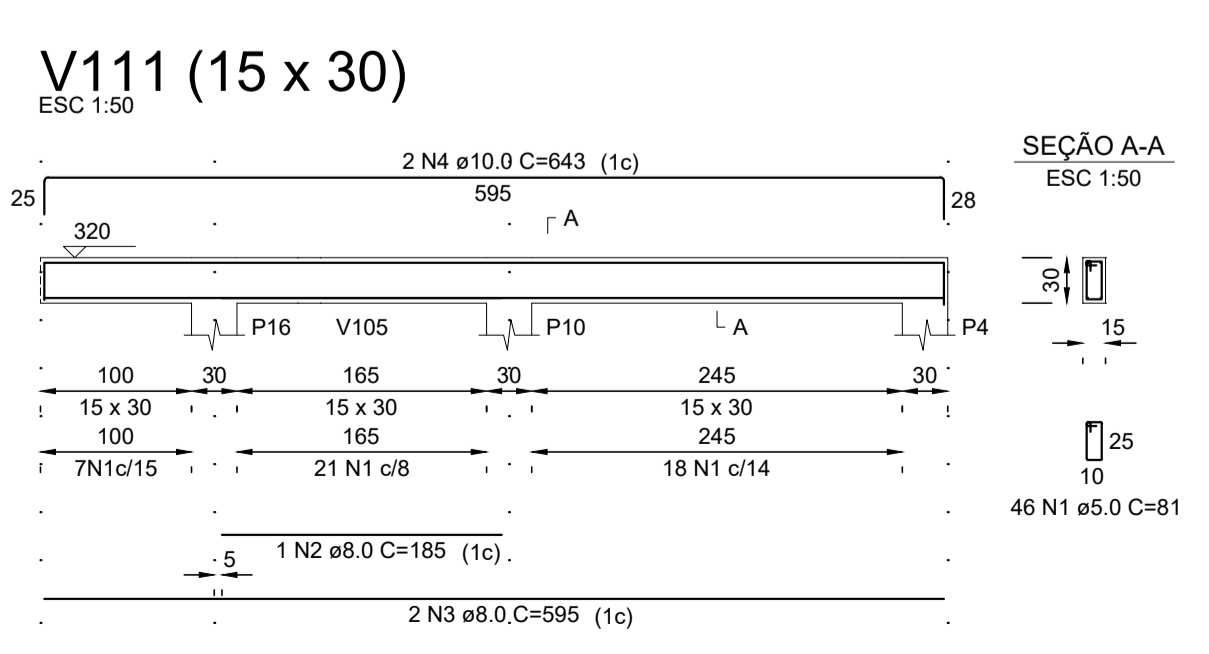 V111 (15 x 30)
ESC 1:50
SEÇÃO A-A
ESC 1:50
2 N4 ø10.0 C=643 (1c)
25
595
28
A
320
30
P16
V105
P10
A
P4
15
100
30
165
30
245
30
15 x 30
15 x 30
15 x 30
100
165
245
7N1c/15
21 N1 c/8
18 N1 c/14
25
10
46 N1 ø5.0 C=81
1 N2 ø8.0 C=185 (1c)
5
2 N3 ø8.0 C=595 (1c)